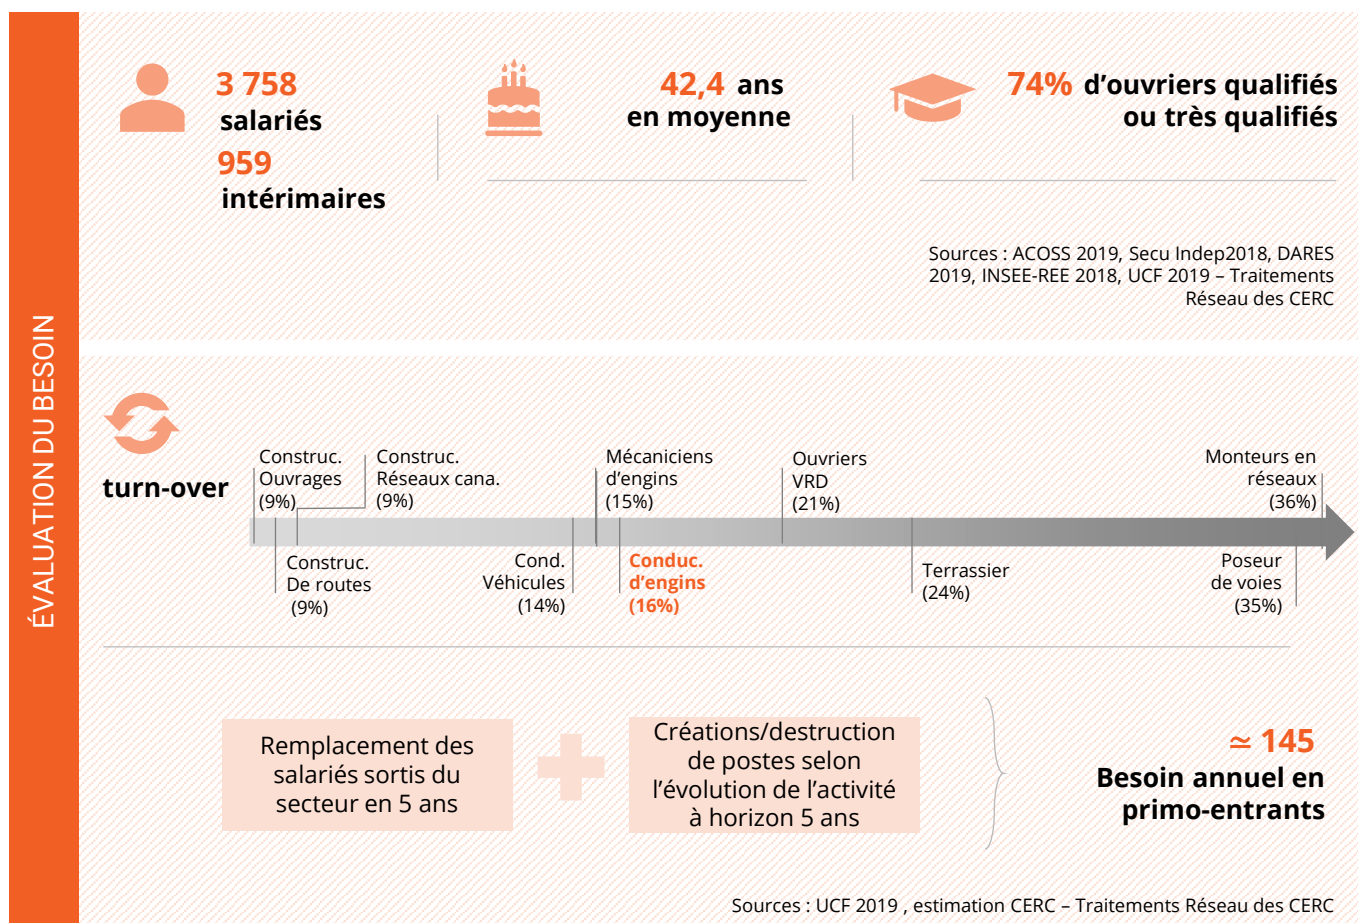 ÉVALUATION DU BESOIN
3 758
salariés
959
intérimaires
42,4 ans
en moyenne
74% d'ouvriers qualifiés
ou très qualifiés
Sources : ACOSS 2019, Secu Indep2018, DARES
2019, INSEE-REE 2018, UCF 2019 – Traitements
Réseau des CERC
turn-over
Construc.
Ouvrages
(9%)
Construc.
Réseaux cana.
(9%)
Mécaniciens
d'engins
(15%)
Ouvriers
VRD
(21%)
Monteurs en
réseaux
(36%)
Construc.
De routes
(9%)
Cond.
Véhicules
(14%)
Conduc.
d'engins
(16%)
Terrassier
(24%)
Poseur
de voies
(35%)
Remplacement des
salariés sortis du
secteur en 5 ans
Créations/destruction
de postes selon
l'évolution de l'activité
à horizon 5 ans
≃ 145
Besoin annuel en
primo-entrants
Sources : UCF 2019 , estimation CERC – Traitements Réseau des CERC